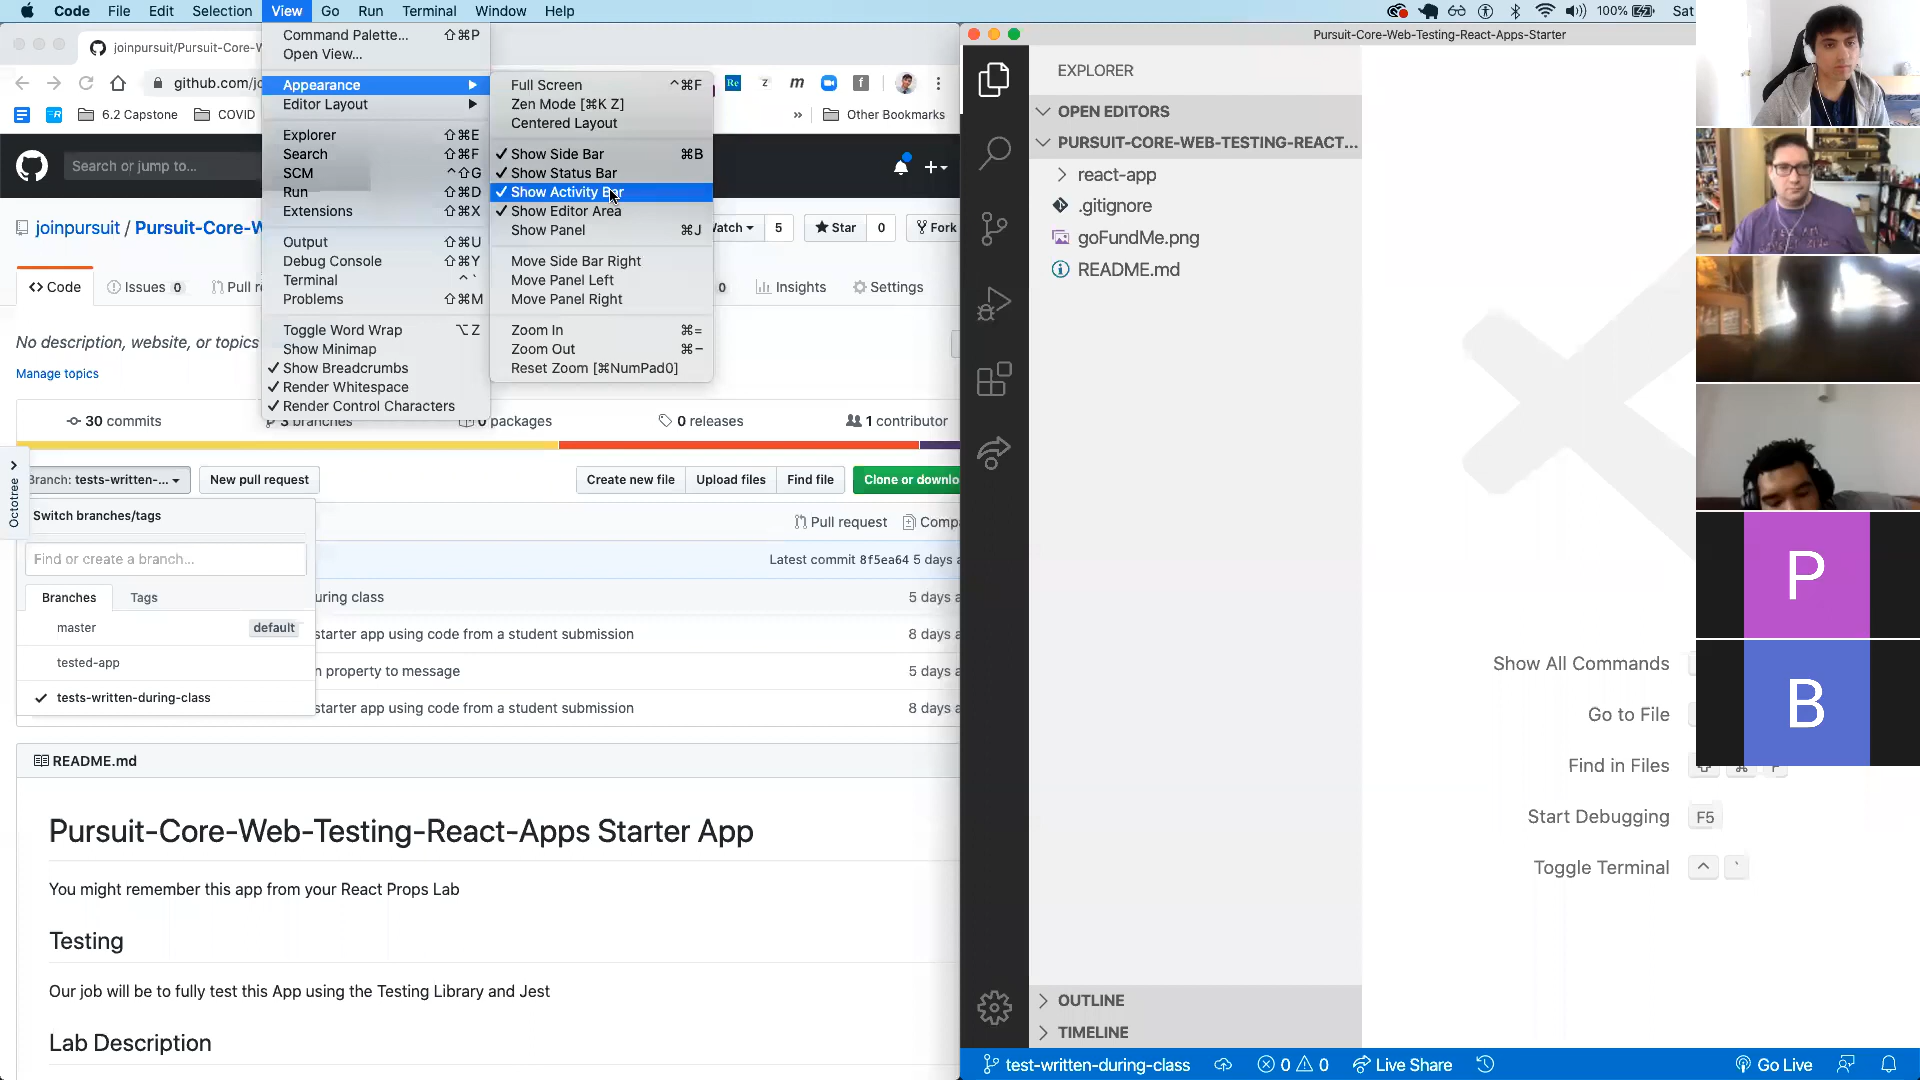 Code File Edit Selection View Go Run Terminal Window Help
100%
Sat
joinpursuit/Pursuit-Core-W
github.com/jo
Re
z
m
f
6.2 Capstone
COVID
»
Other Bookmarks
Command Palette... ⇧⌘P
Open View...
Appearance ▶
Editor Layout ▶
Explorer ⇧⌘E
Search ⇧⌘F
SCM ^⇧G
Run ⇧⌘D
Extensions ⇧⌘X
Output ⇧⌘U
Debug Console ⇧⌘Y
Terminal ^`
Problems ⇧⌘M
Toggle Word Wrap ⌥Z
Show Minimap
✓ Show Breadcrumbs
✓ Render Whitespace
✓ Render Control Characters
Full Screen ^⌘F
Zen Mode [⌘K Z]
Centered Layout
✓ Show Side Bar ⌘B
✓ Show Status Bar
✓ Show Activity Bar
✓ Show Editor Area
Show Panel ⌘J
Move Side Bar Right
Move Panel Left
Move Panel Right
Zoom In ⌘=
Zoom Out ⌘−
Reset Zoom [⌘NumPad0]
Search or jump to...
joinpursuit / Pursuit-Core-W
atch 5
Star 0
Fork
Code
Issues 0
Pull r
0
Insights
Settings
No description, website, or topics
Manage topics
30 commits
3 branches
0 packages
0 releases
1 contributor
Octotree
Branch: tests-written-...
New pull request
Create new file
Upload files
Find file
Clone or downlo
Switch branches/tags
Find or create a branch...
Branches
Tags
master default
tested-app
✓ tests-written-during-class
Pull request
Compa
Latest commit 8f5ea64 5 days a
uring class 5 days a
starter app using code from a student submission 8 days a
n property to message 5 days a
starter app using code from a student submission 8 days a
README.md
Pursuit-Core-Web-Testing-React-Apps Starter App
You might remember this app from your React Props Lab
Testing
Our job will be to fully test this App using the Testing Library and Jest
Lab Description
Pursuit-Core-Web-Testing-React-Apps-Starter
EXPLORER
OPEN EDITORS
PURSUIT-CORE-WEB-TESTING-REACT...
react-app
.gitignore
goFundMe.png
README.md
OUTLINE
TIMELINE
Show All Commands
Go to File
Find in Files ⇧ ⌘ F
Start Debugging F5
Toggle Terminal ^ `
test-written-during-class
0 0
Live Share
Go Live
P
B